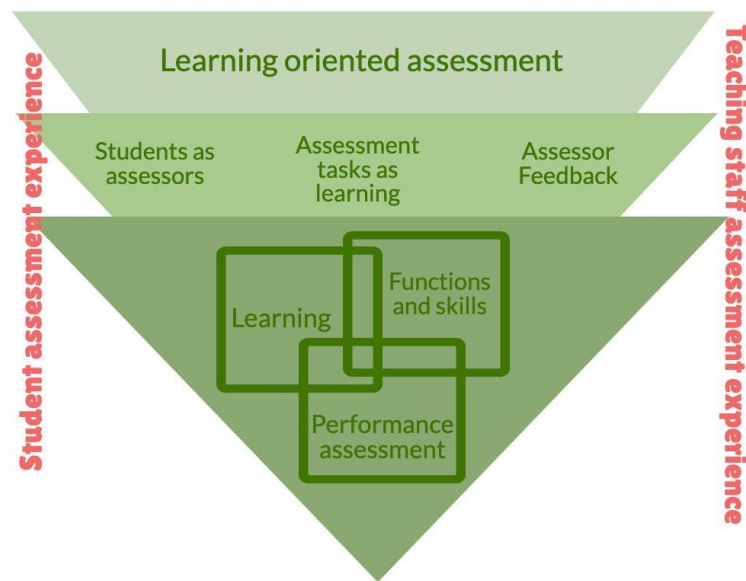 Learning oriented assessment
Students as
assessors
Assessment
tasks as
learning
Assessor
Feedback
Learning
Functions
and skills
Performance
assessment
Student assessment experience
Teaching staff assessment experience